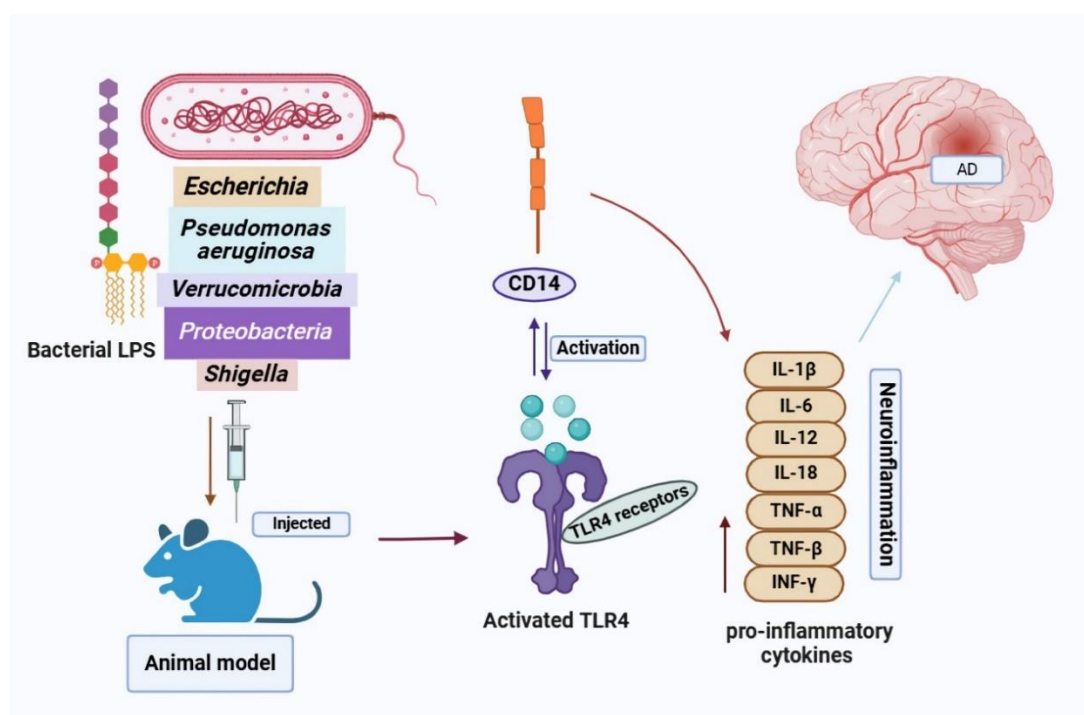 Escherichia
Pseudomonas
aeruginosa
Verrucomicrobia
Proteobacteria
Shigella
P
P
Bacterial LPS
Injected
Animal model
CD14
Activation
TLR4 receptors
Activated TLR4
IL-1β
IL-6
IL-12
IL-18
TNF-α
TNF-β
INF-γ
pro-inflammatory
cytokines
Neuroinflammation
AD